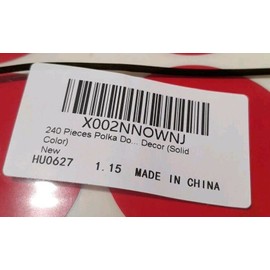 X002NNOWNJ
240 Pieces Polka Do... Decor (Solid
Color)
New
HU0627 1.15 MADE IN CHINA